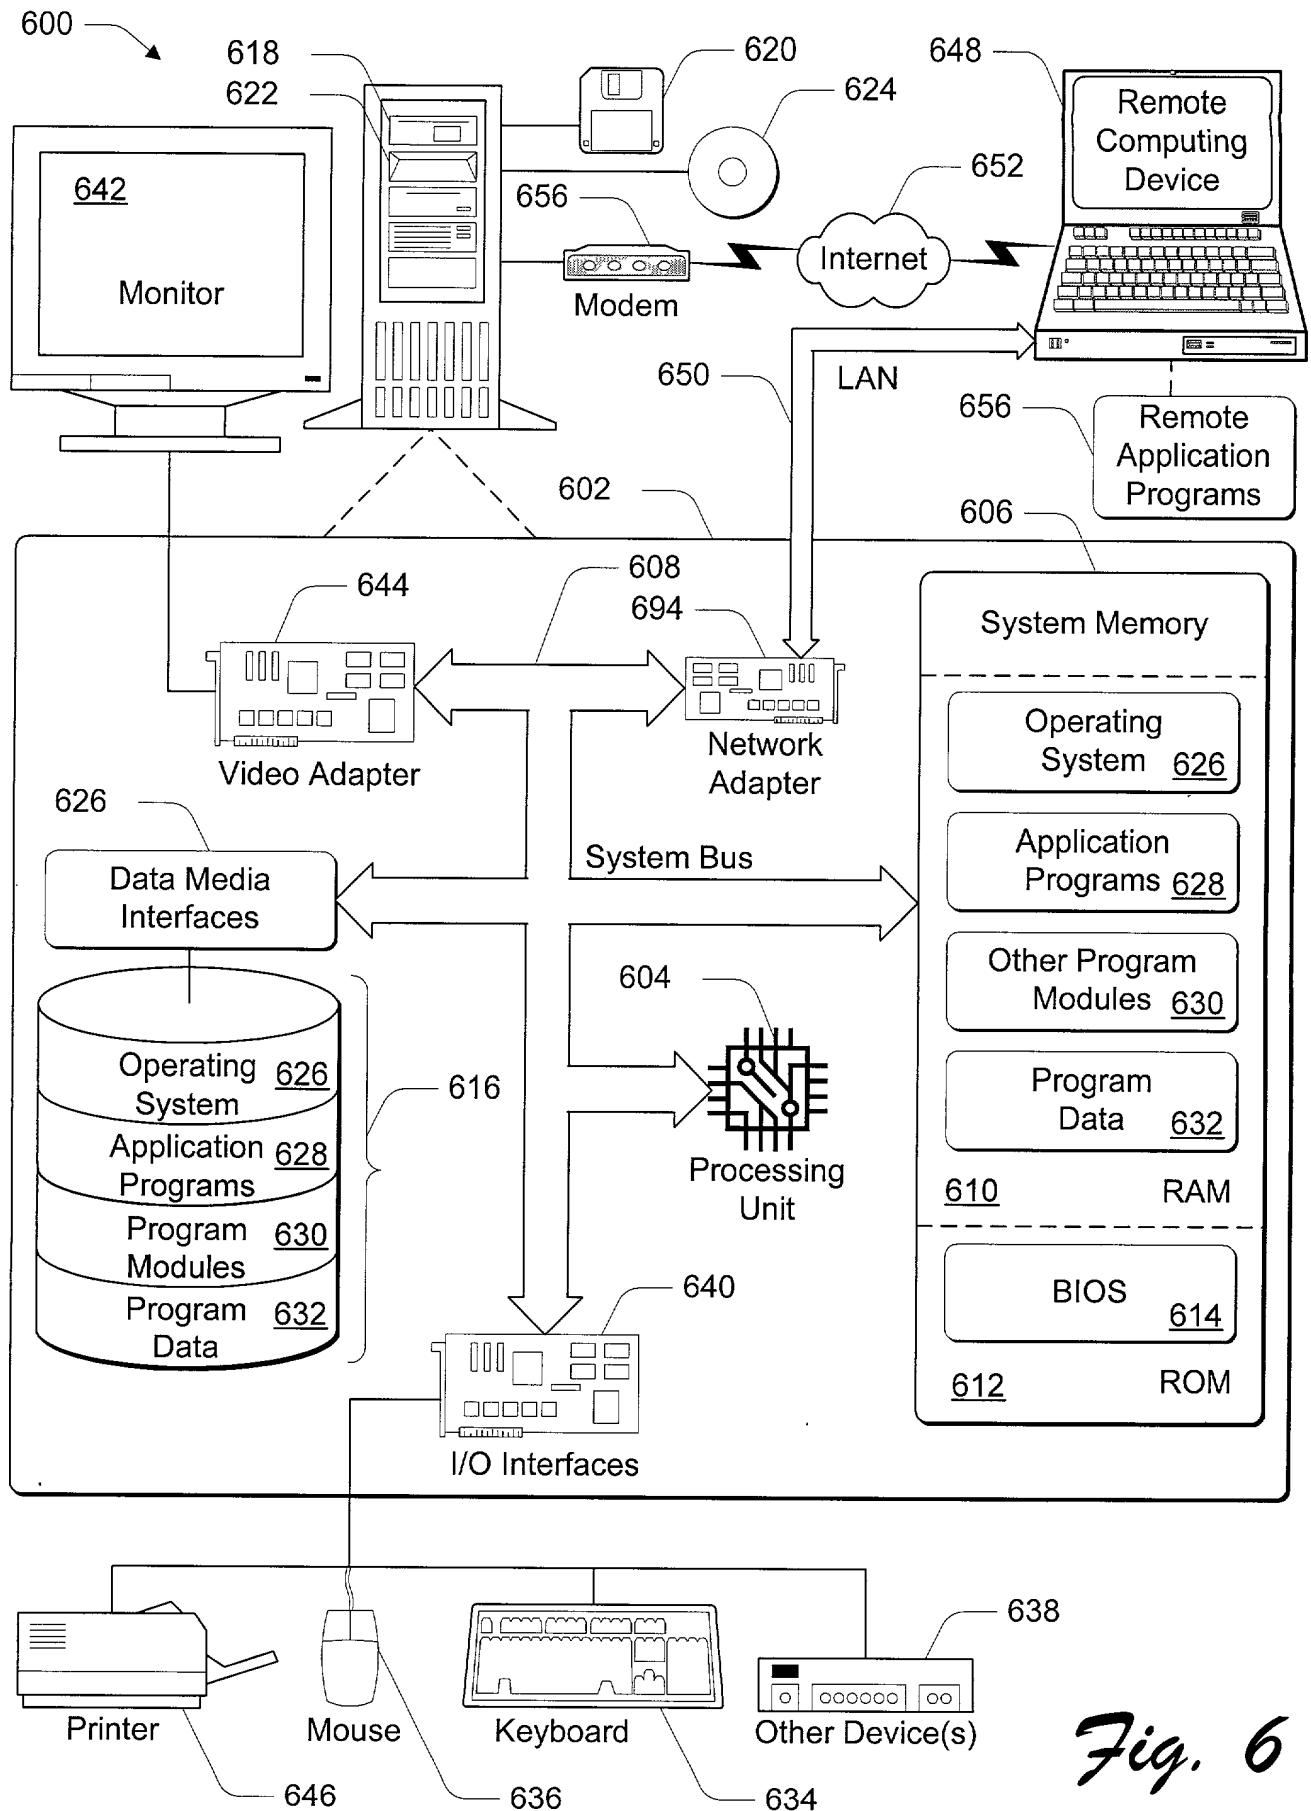 600
618
622
620
624
648
Remote
Computing
Device
642
Monitor
656
Modem
652
Internet
650
LAN
656
Remote
Application
Programs
602
606
644
Video Adapter
608
694
Network
Adapter
System Memory
Operating
System 626
Application
Programs 628
Other Program
Modules 630
Program
Data 632
610 RAM
BIOS
614
612 ROM
626
Data Media
Interfaces
System Bus
604
Processing
Unit
Operating
System 626
Application
Programs 628
Program
Modules 630
Program
Data 632
616
640
I/O Interfaces
Printer
646
Mouse
636
Keyboard
634
638
Other Device(s)
Fig. 6